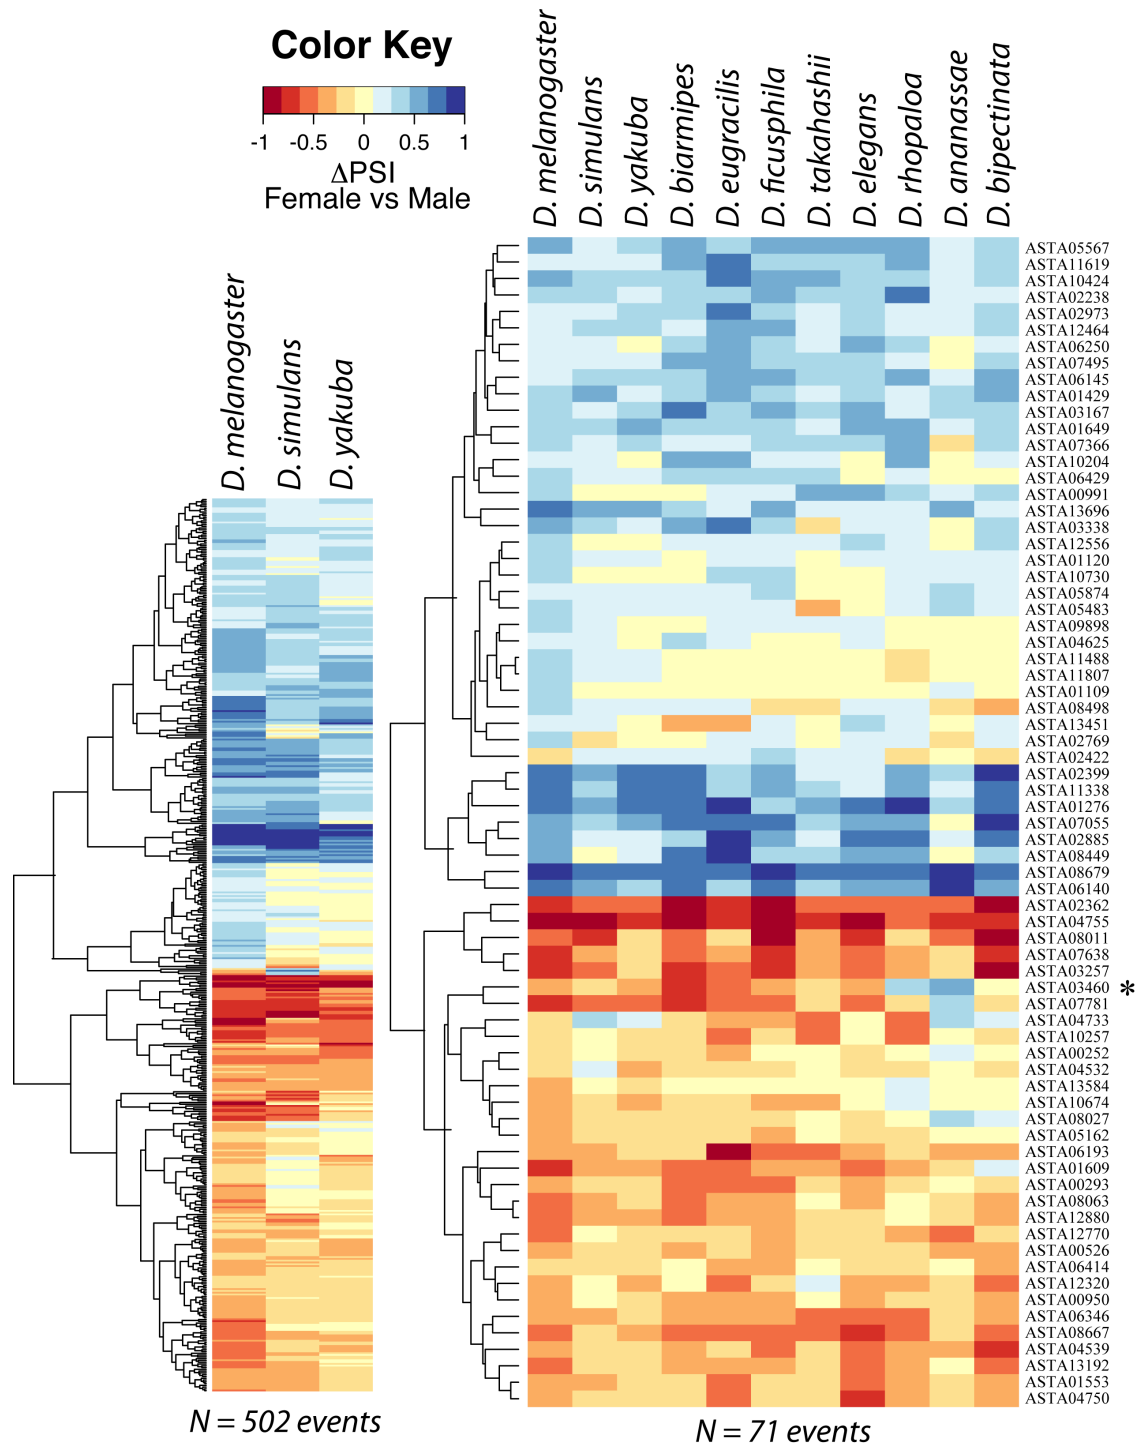 Color Key
-1 -0.5 0 0.5 1
ΔPSI
Female vs Male
D. melanogaster
D. simulans
D. yakuba
N = 502 events
D. melanogaster
D. simulans
D. yakuba
D. biarmipes
D. eugracilis
D. ficusphila
D. takahashii
D. elegans
D. rhopaloa
D. ananassae
D. bipectinata
ASTA05567
ASTA11619
ASTA10424
ASTA02238
ASTA02973
ASTA12464
ASTA06250
ASTA07495
ASTA06145
ASTA01429
ASTA03167
ASTA01649
ASTA07366
ASTA10204
ASTA06429
ASTA00991
ASTA13696
ASTA03338
ASTA12556
ASTA01120
ASTA10730
ASTA05874
ASTA05483
ASTA09898
ASTA04625
ASTA11488
ASTA11807
ASTA01109
ASTA08498
ASTA13451
ASTA02769
ASTA02422
ASTA02399
ASTA11338
ASTA01276
ASTA07055
ASTA02885
ASTA08449
ASTA08679
ASTA06140
ASTA02362
ASTA04755
ASTA08011
ASTA07638
ASTA03257
ASTA03460 *
ASTA07781
ASTA04733
ASTA10257
ASTA00252
ASTA04532
ASTA13584
ASTA10674
ASTA08027
ASTA05162
ASTA06193
ASTA01609
ASTA00293
ASTA08063
ASTA12880
ASTA12770
ASTA00526
ASTA06414
ASTA12320
ASTA00950
ASTA06346
ASTA08667
ASTA04539
ASTA13192
ASTA01553
ASTA04750
N = 71 events